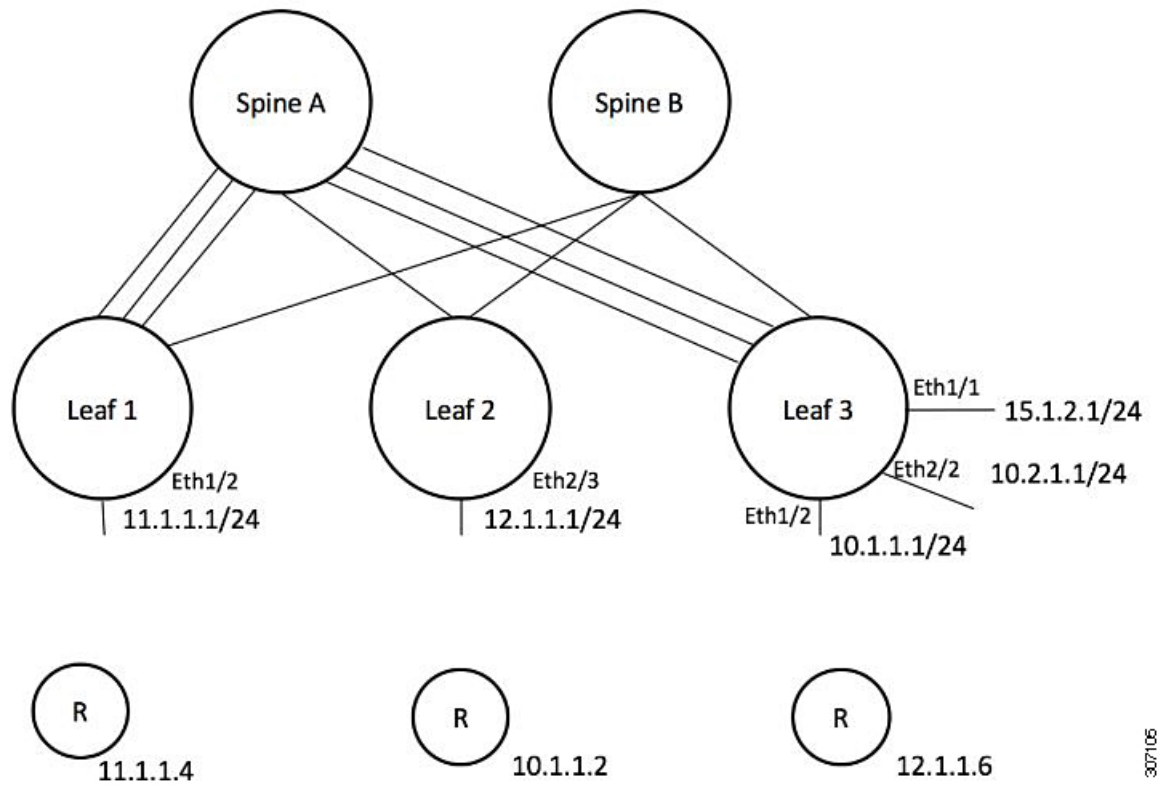 Spine A
Spine B
Leaf 1
Leaf 2
Leaf 3
Eth1/1
15.1.2.1/24
Eth2/2
10.2.1.1/24
Eth1/2
11.1.1.1/24
Eth2/3
12.1.1.1/24
Eth1/2
10.1.1.1/24
R
11.1.1.4
R
10.1.1.2
R
12.1.1.6
307105